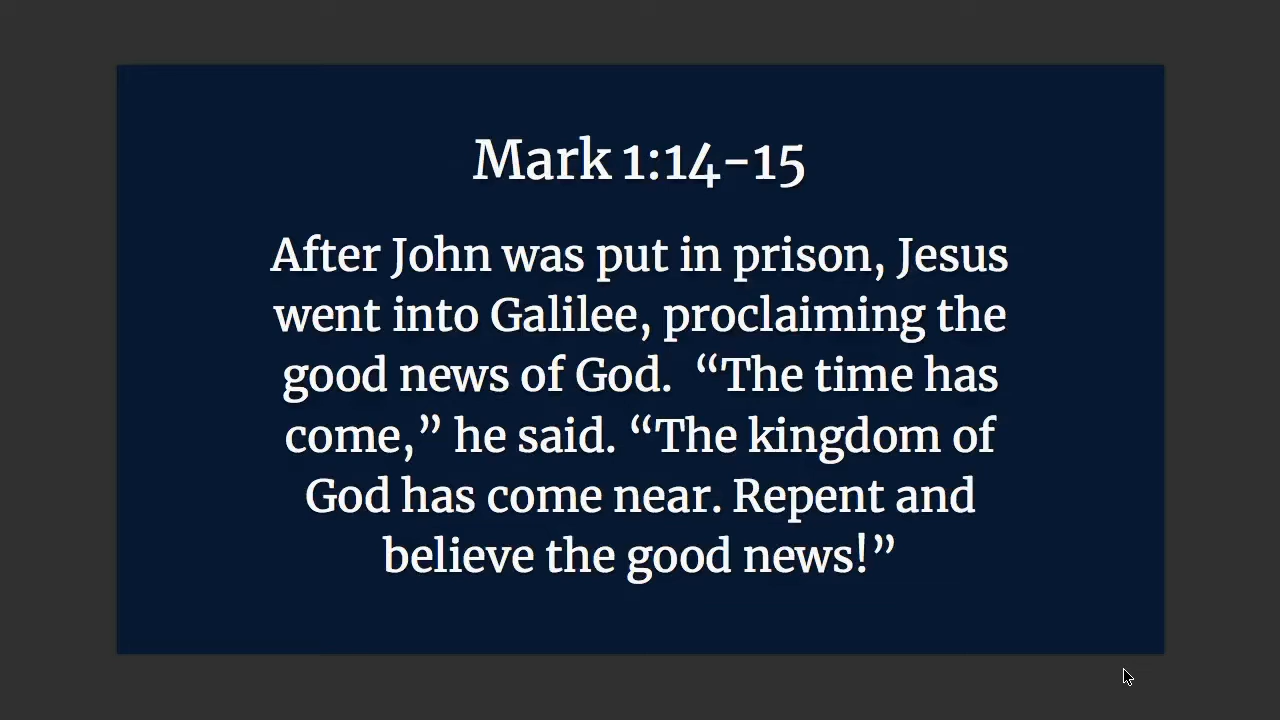 Mark 1:14-15
After John was put in prison, Jesus
went into Galilee, proclaiming the
good news of God.  “The time has
come,” he said. “The kingdom of
God has come near. Repent and
believe the good news!”